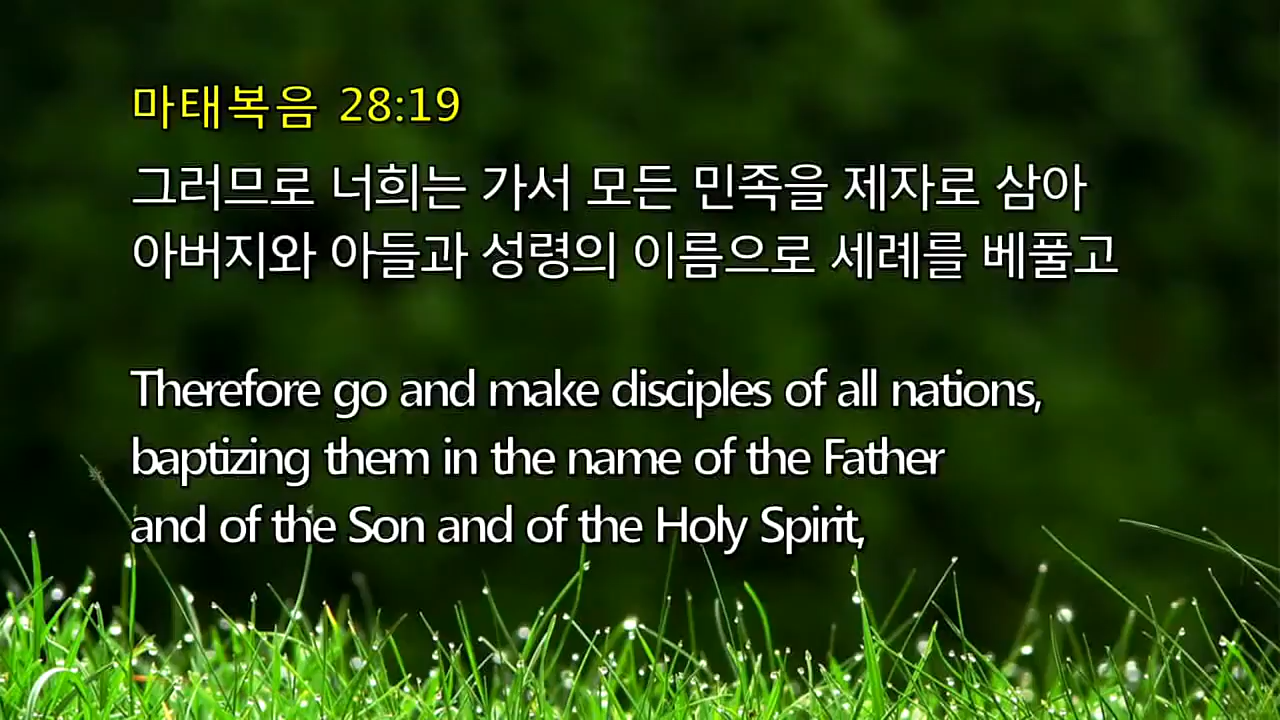 마태복음 28:19
그러므로 너희는 가서 모든 민족을 제자로 삼아
아버지와 아들과 성령의 이름으로 세례를 베풀고
Therefore go and make disciples of all nations,
baptizing them in the name of the Father
and of the Son and of the Holy Spirit,